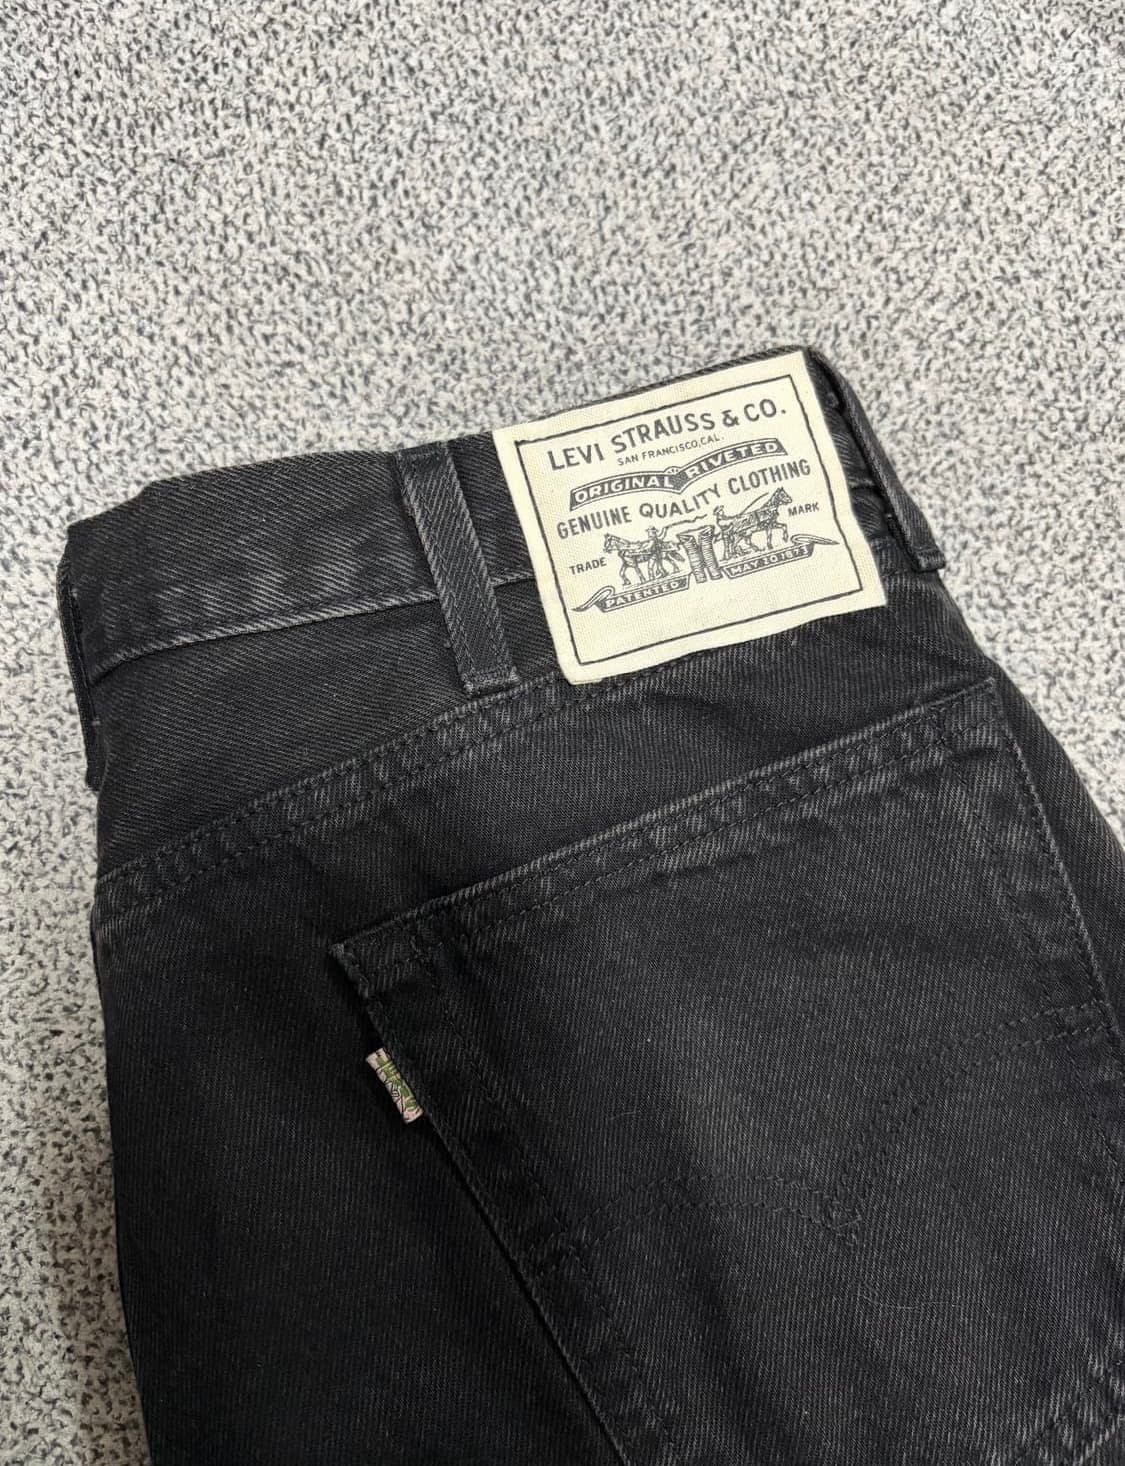 LEVI STRAUSS & CO.
SAN FRANCISCO, CAL.
ORIGINAL RIVETED
GENUINE QUALITY CLOTHING
TRADE MARK
PATENTED MAY 20 1873